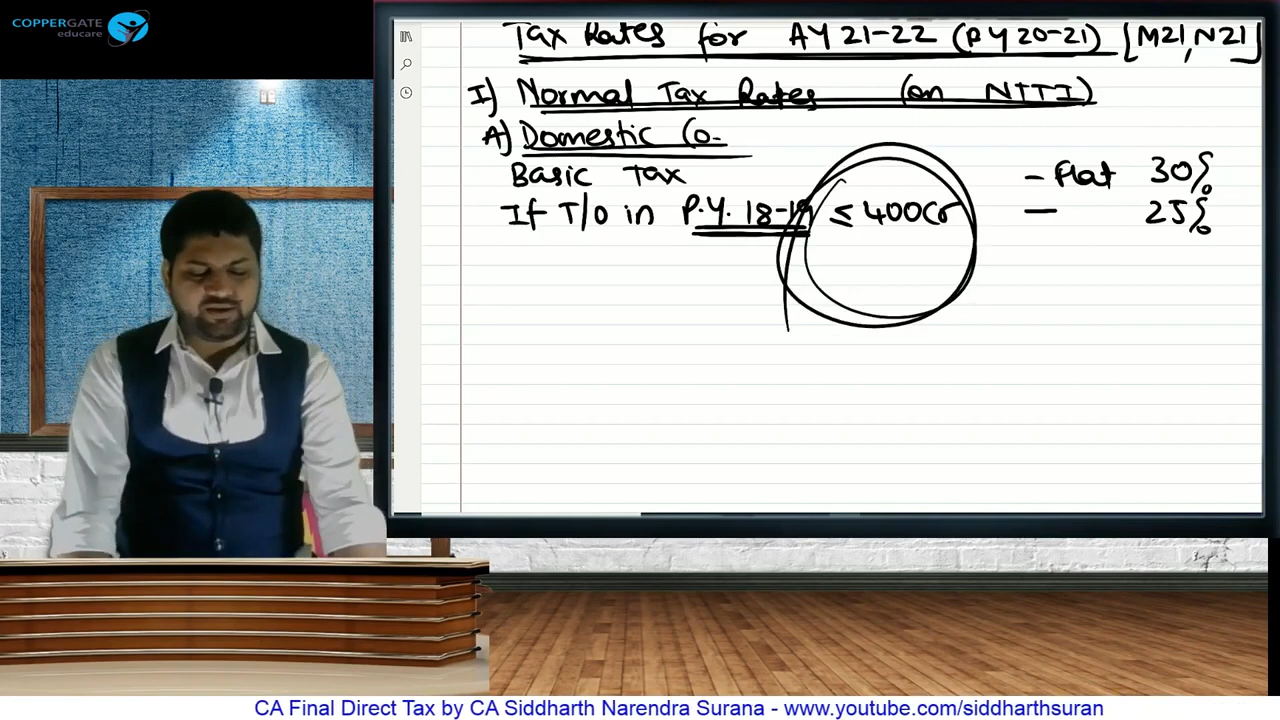 COPPERGATE
educare
Tax Rates for AY 21-22 (PY 20-21) [M21, N21]
I) Normal Tax Rates (on NTTI)
A) Domestic Co-
Basic Tax - Flat 30%
If T/O in P.Y. 18-19 ≤ 400Cr - 25%
CA Final Direct Tax by CA Siddharth Narendra Surana - www.youtube.com/siddharthsuran